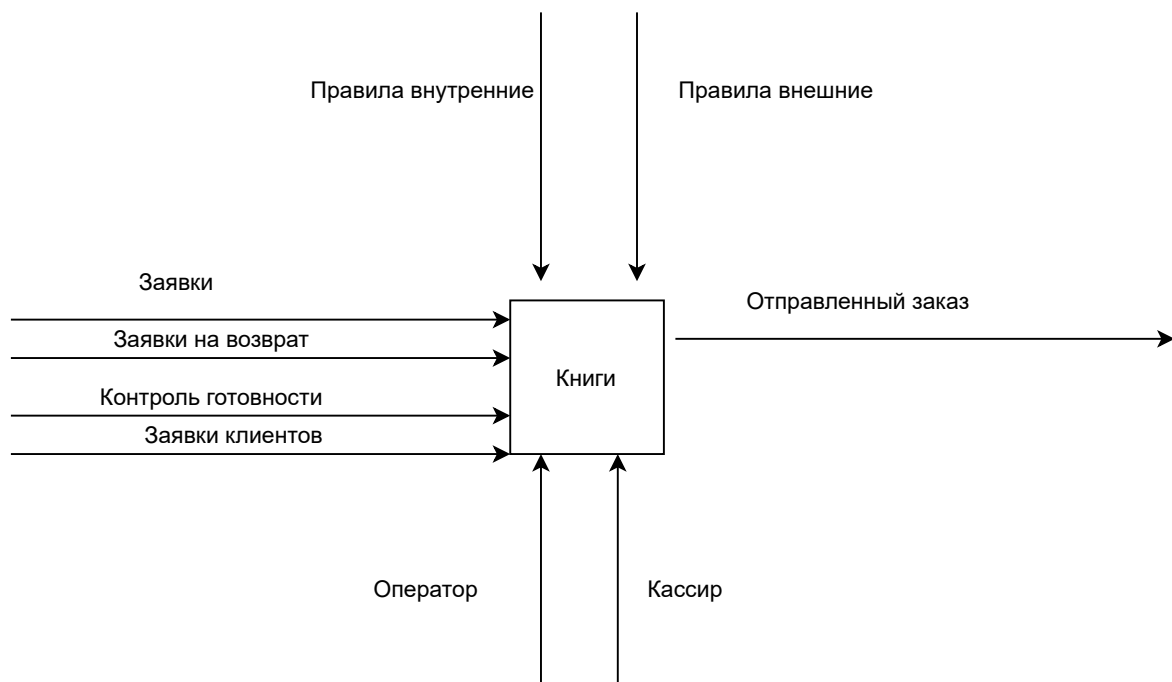 Правила внутренние
Правила внешние
Заявки
Отправленный заказ
Заявки на возврат
Книги
Контроль готовности
Заявки клиентов
Оператор
Кассир